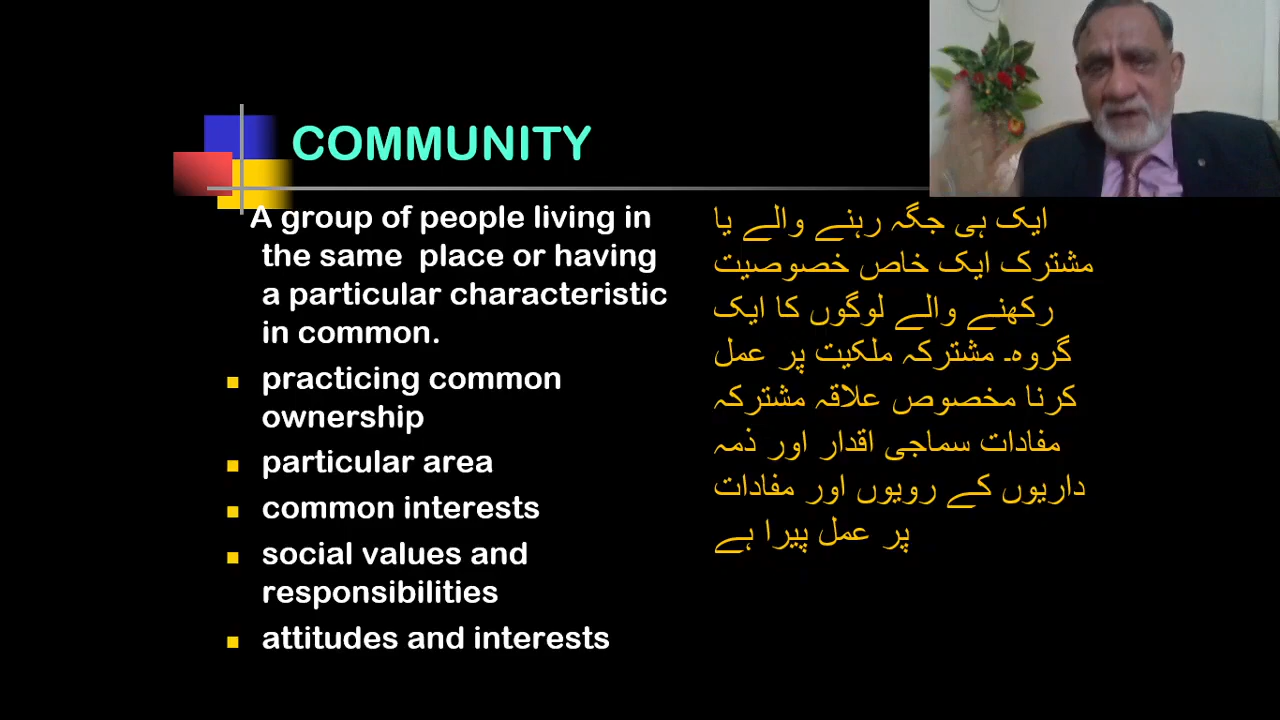 COMMUNITY
A group of people living in
the same place or having
a particular characteristic
in common.
practicing common
ownership
particular area
common interests
social values and
responsibilities
attitudes and interests
ایک ہی جگہ رہنے والے یا
مشترک ایک خاص خصوصیت
رکھنے والے لوگوں کا ایک
گروہ۔ مشترکہ ملکیت پر عمل
کرنا مخصوص علاقہ مشترکہ
مفادات سماجی اقدار اور ذمہ
داریوں کے رویوں اور مفادات
پر عمل پیرا ہے